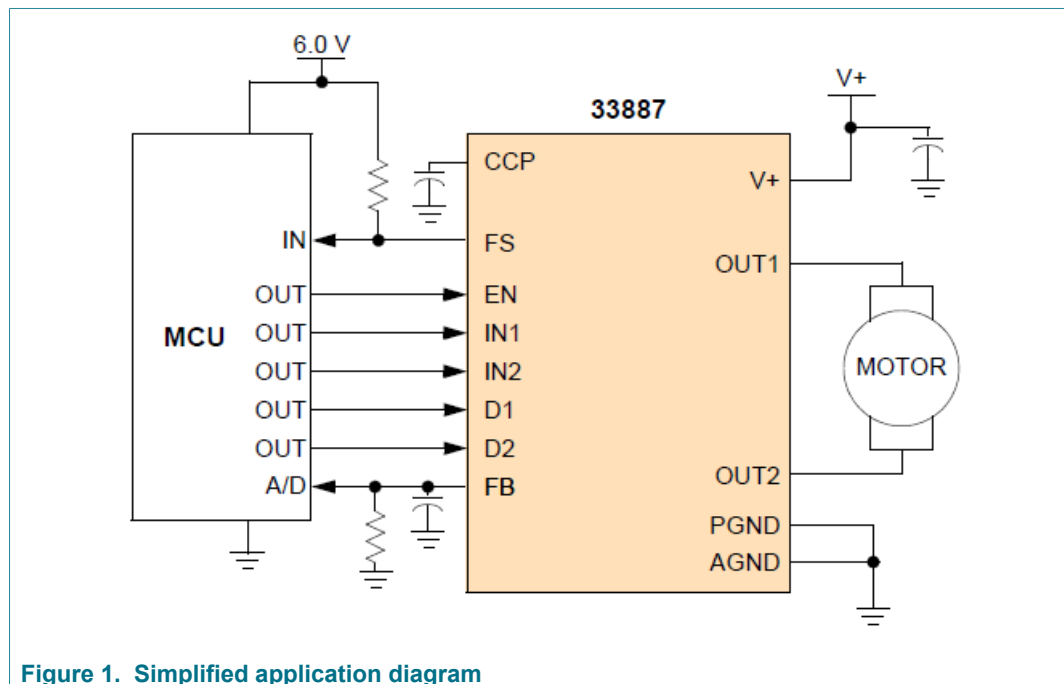 6.0 V
V+
33887
CCP
V+
IN
FS
OUT1
OUT
EN
MCU
OUT
IN1
OUT
IN2
MOTOR
OUT
D1
OUT
D2
A/D
FB
OUT2
PGND
AGND
Figure 1. Simplified application diagram